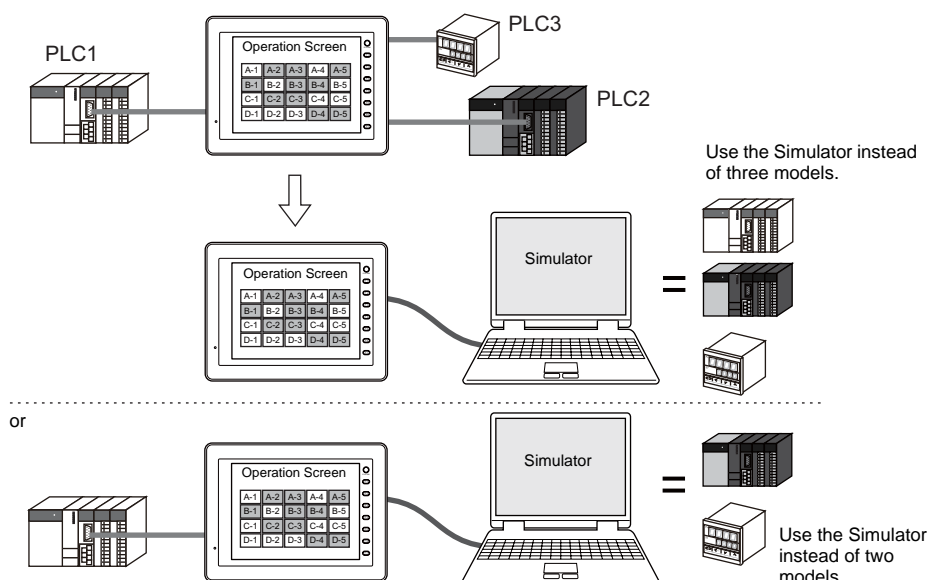 PLC3
PLC1
Operation Screen
A-1 A-2 A-3 A-4 A-5
B-1 B-2 B-3 B-4 B-5
C-1 C-2 C-3 C-4 C-5
D-1 D-2 D-3 D-4 D-5
PLC2
Use the Simulator instead
of three models.
Operation Screen
A-1 A-2 A-3 A-4 A-5
B-1 B-2 B-3 B-4 B-5
C-1 C-2 C-3 C-4 C-5
D-1 D-2 D-3 D-4 D-5
Simulator
=
or
Operation Screen
A-1 A-2 A-3 A-4 A-5
B-1 B-2 B-3 B-4 B-5
C-1 C-2 C-3 C-4 C-5
D-1 D-2 D-3 D-4 D-5
Simulator
=
Use the Simulator
instead of two
models.